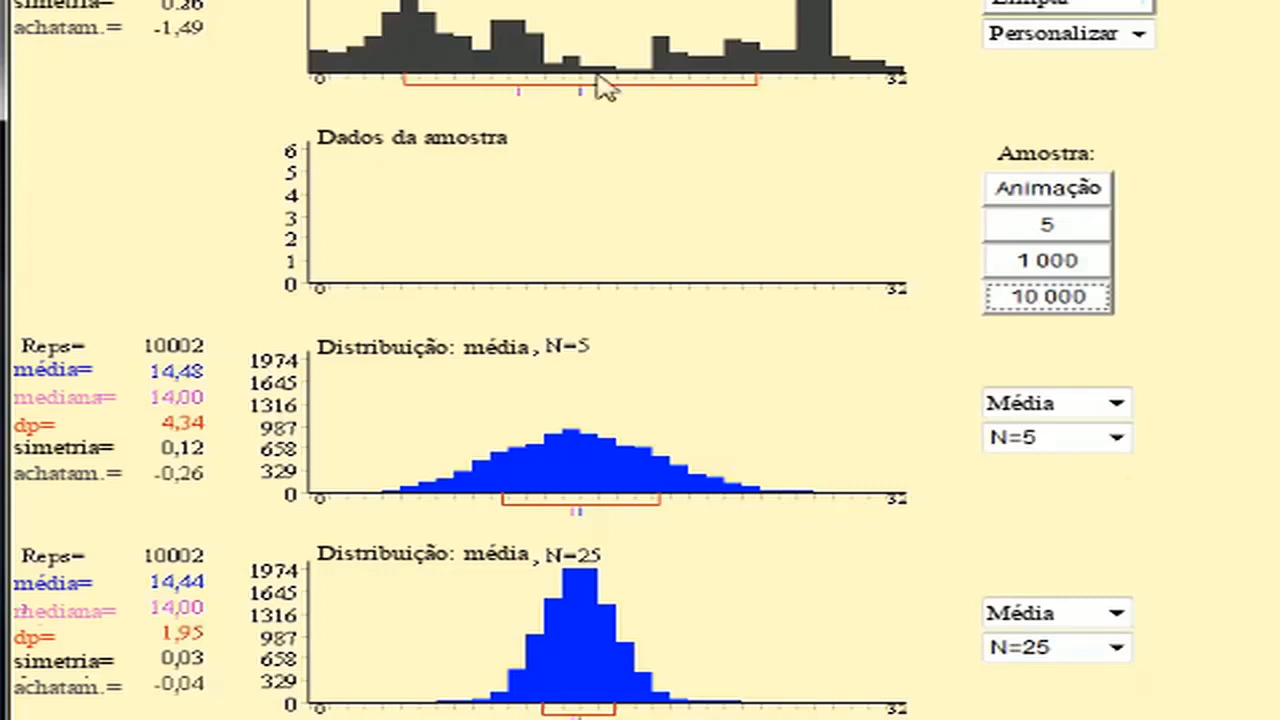 simetria= 0.26
achatam.= -1,49
Limpar
Personalizar
0 32
Dados da amostra
6
5
4
3
2
1
0
0 32
Amostra:
Animação
5
1 000
10 000
Reps= 10002
média= 14,48
mediana= 14,00
dp= 4,34
simetria= 0,12
achatam.= -0,26
Distribuição: média, N=5
1974
1645
1316
987
658
329
0
0 32
Média
N=5
Reps= 10002
média= 14,44
mediana= 14,00
dp= 1,95
simetria= 0,03
achatam.= -0,04
Distribuição: média, N=25
1974
1645
1316
987
658
329
0
0 32
Média
N=25